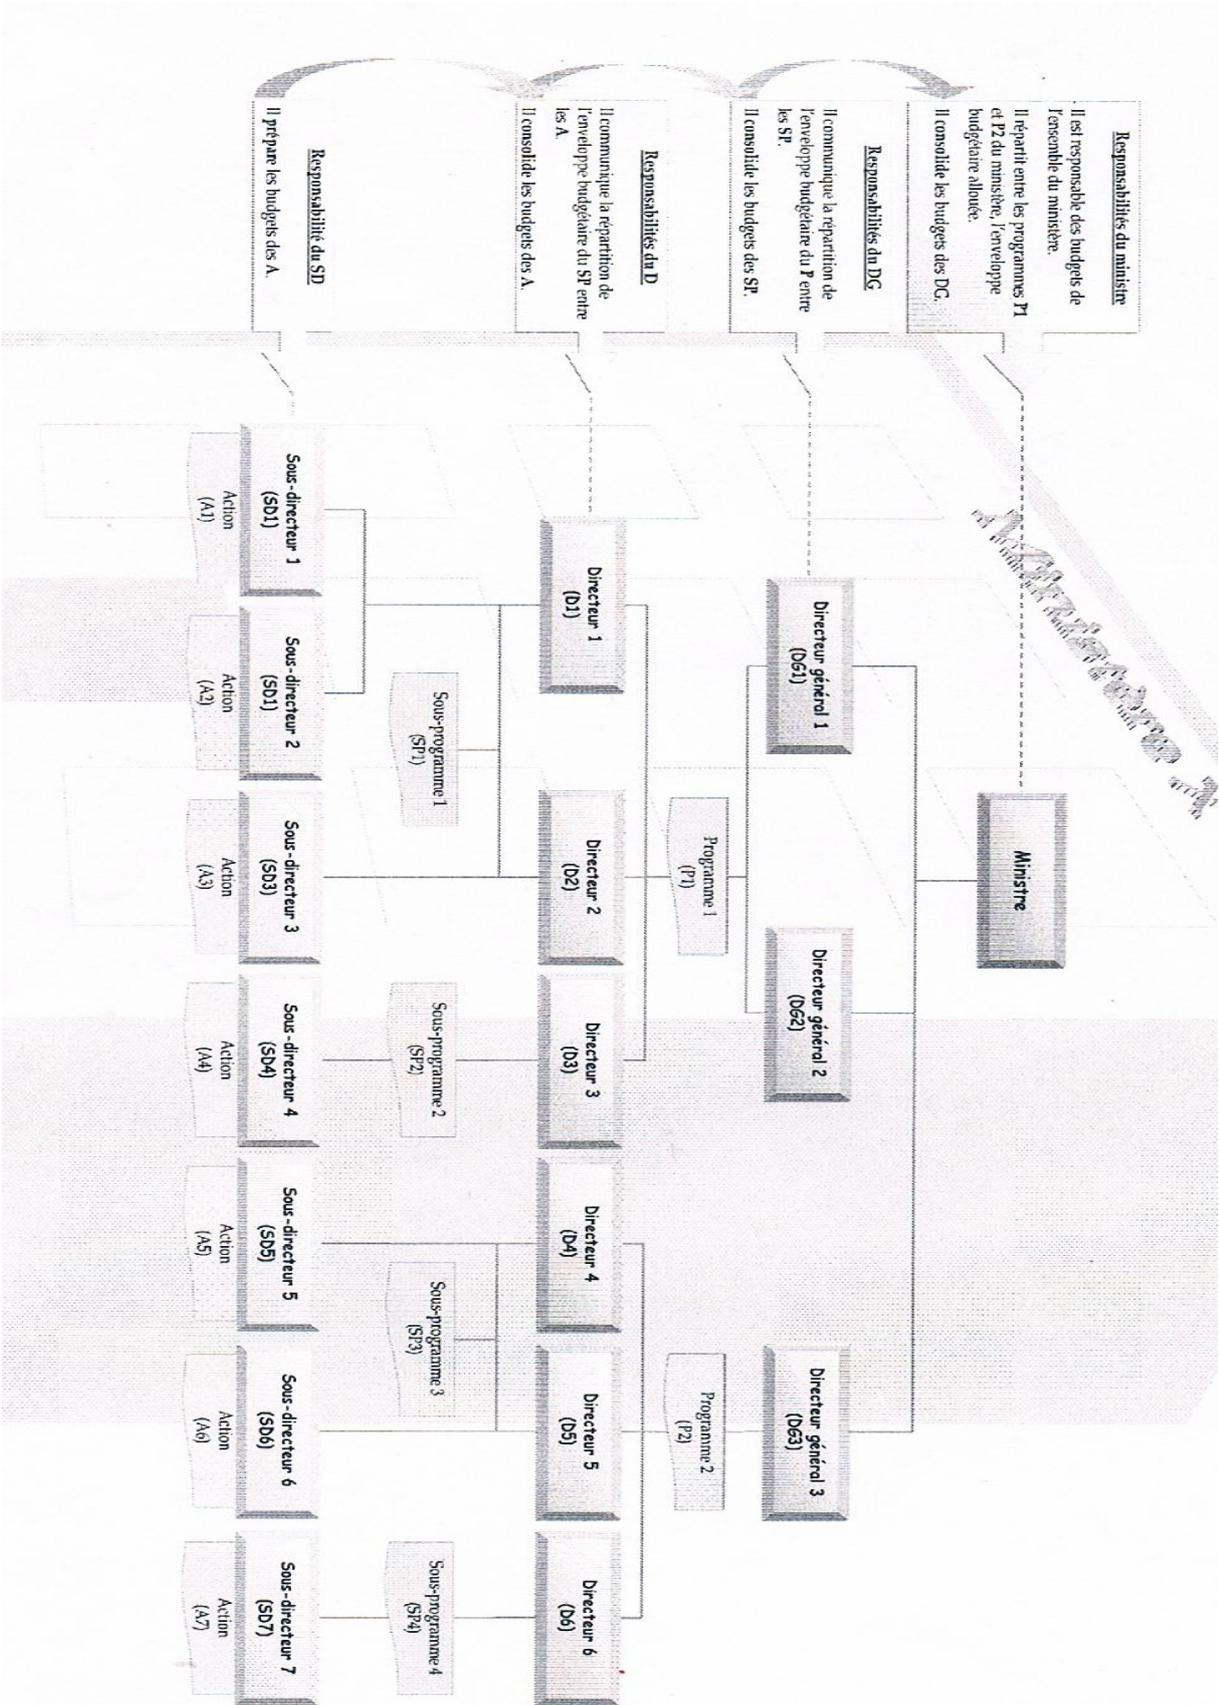 Ministère 1
Responsabilités du ministre
Il est responsable des budgets de
l'ensemble du ministère.
Il répartit entre les programmes P1
et P2 du ministère, l'enveloppe
budgétaire allouée.
Il consolide les budgets des DG.
Ministre
Responsabilités du DG
Il communique la répartition de
l'enveloppe budgétaire du P entre
les SP.
Il consolide les budgets des SP.
Directeur général 1
(DG1)
Directeur général 2
(DG2)
Directeur général 3
(DG3)
Programme 1
(P1)
Programme 2
(P2)
Responsabilités du D
Il communique la répartition de
l'enveloppe budgétaire du SP entre
les A.
Il consolide les budgets des A.
Directeur 1
(D1)
Directeur 2
(D2)
Directeur 3
(D3)
Directeur 4
(D4)
Directeur 5
(D5)
Directeur 6
(D6)
Sous-programme 1
(SP1)
Sous-programme 2
(SP2)
Sous-programme 3
(SP3)
Sous-programme 4
(SP4)
Responsabilité du SD
Il prépare les budgets des A.
Sous-directeur 1
(SD1)
Sous-directeur 2
(SD1)
Sous-directeur 3
(SD3)
Sous-directeur 4
(SD4)
Sous-directeur 5
(SD5)
Sous-directeur 6
(SD6)
Sous-directeur 7
(SD7)
Action
(A1)
Action
(A2)
Action
(A3)
Action
(A4)
Action
(A5)
Action
(A6)
Action
(A7)